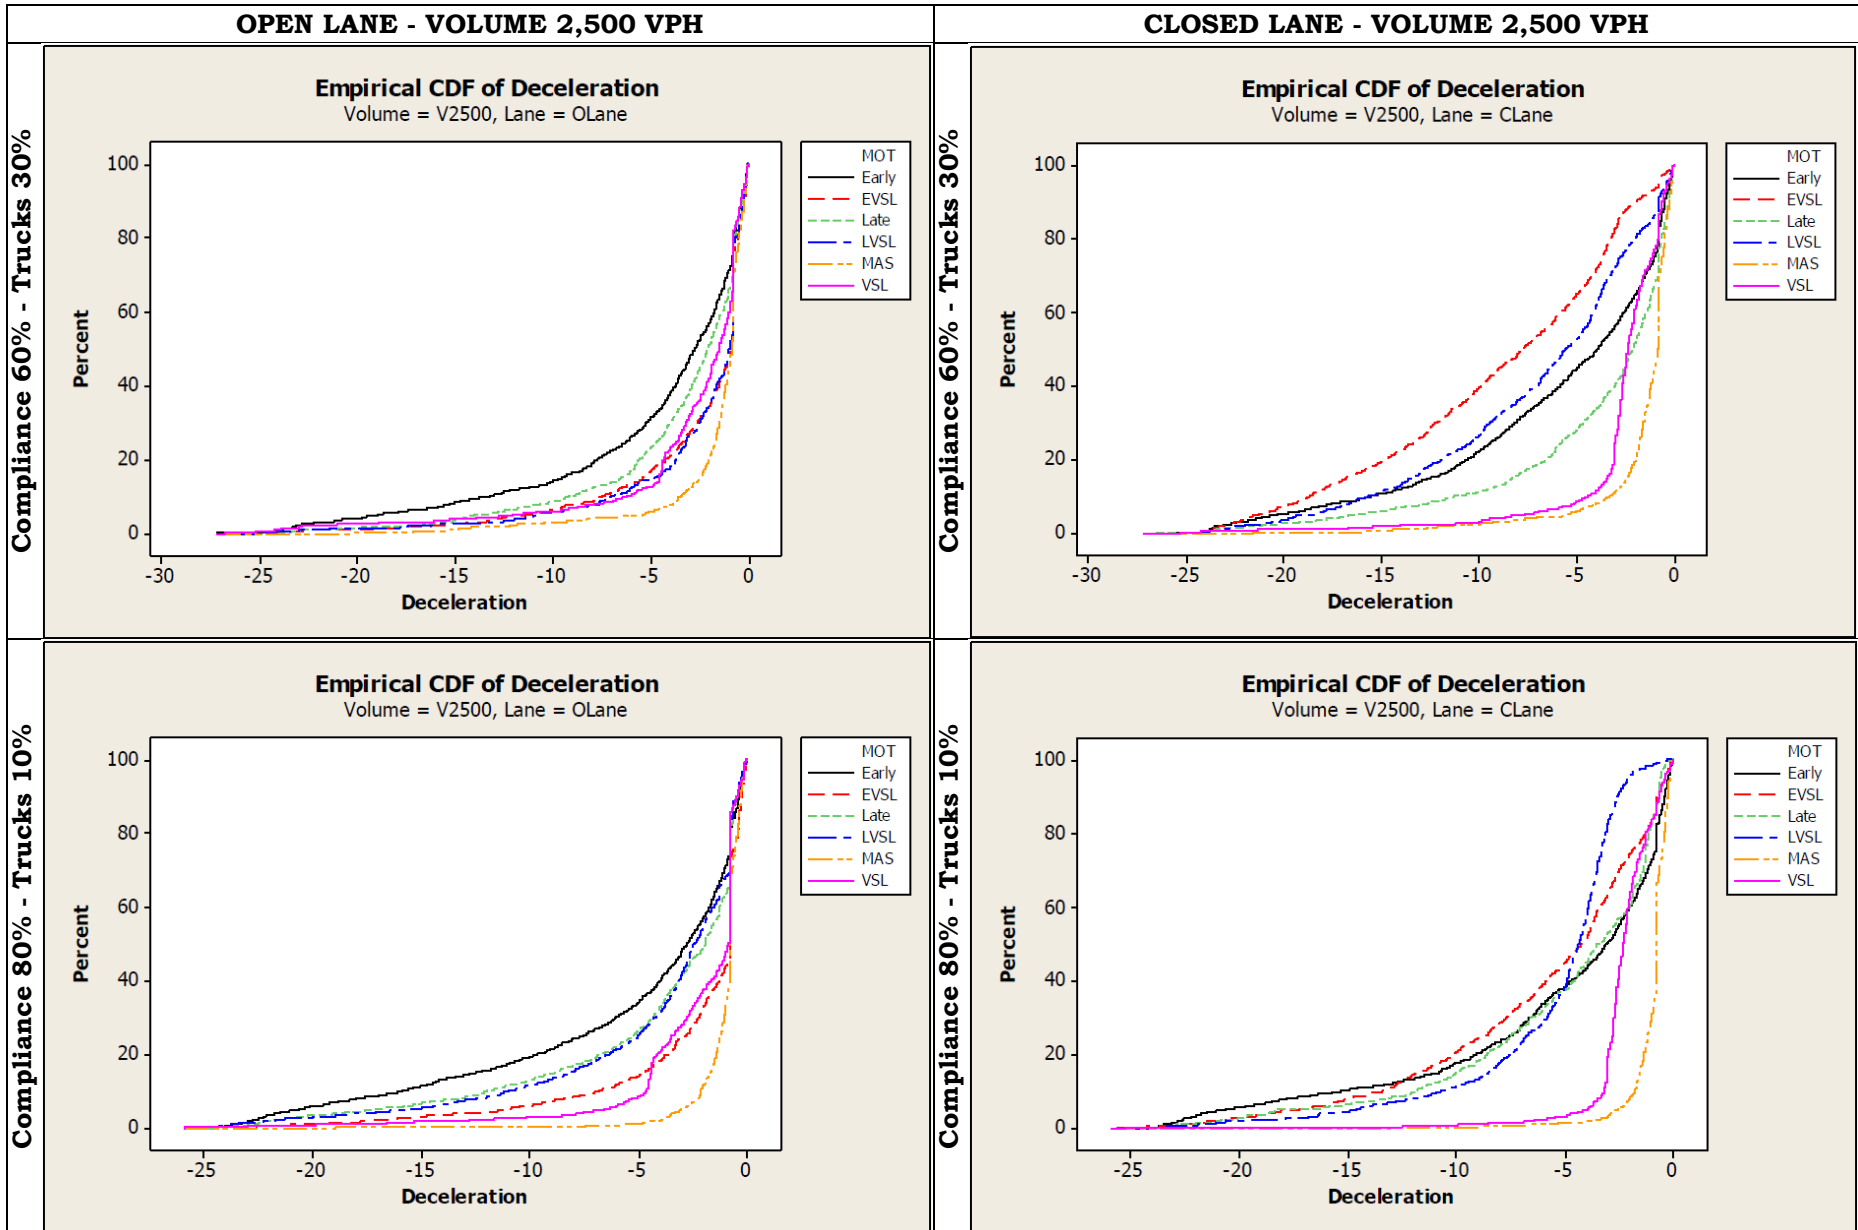 OPEN LANE - VOLUME 2,500 VPH
CLOSED LANE - VOLUME 2,500 VPH
Compliance 60% - Trucks 30%
Empirical CDF of Deceleration
Volume = V2500, Lane = OLane
Percent
100
80
60
40
20
0
-30
-25
-20
-15
-10
-5
0
Deceleration
MOT
Early
EVSL
Late
LVSL
MAS
VSL
Compliance 60% - Trucks 30%
Empirical CDF of Deceleration
Volume = V2500, Lane = CLane
Percent
100
80
60
40
20
0
-30
-25
-20
-15
-10
-5
0
Deceleration
MOT
Early
EVSL
Late
LVSL
MAS
VSL
Compliance 80% - Trucks 10%
Empirical CDF of Deceleration
Volume = V2500, Lane = OLane
Percent
100
80
60
40
20
0
-25
-20
-15
-10
-5
0
Deceleration
MOT
Early
EVSL
Late
LVSL
MAS
VSL
Compliance 80% - Trucks 10%
Empirical CDF of Deceleration
Volume = V2500, Lane = CLane
Percent
100
80
60
40
20
0
-25
-20
-15
-10
-5
0
Deceleration
MOT
Early
EVSL
Late
LVSL
MAS
VSL